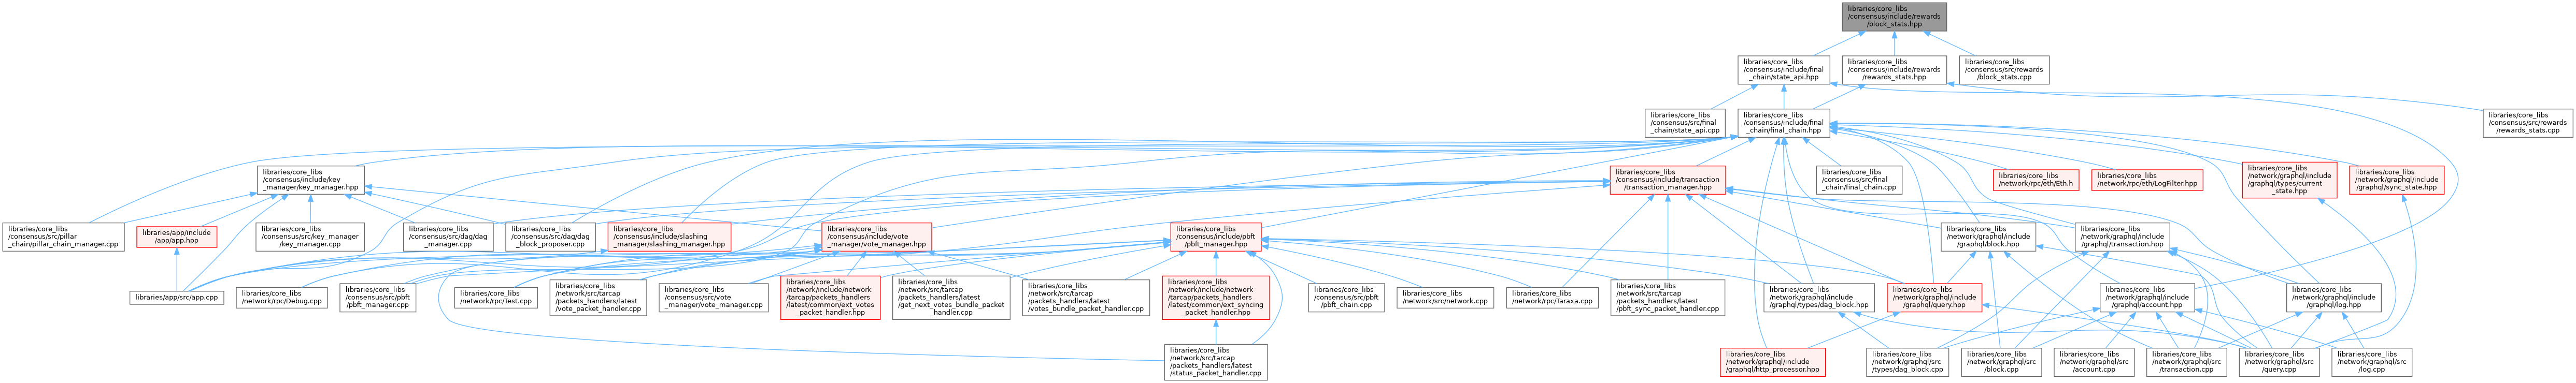 libraries/core_libs
/consensus/include/rewards
/block_stats.hpp
libraries/core_libs
/consensus/include/final
_chain/state_api.hpp
libraries/core_libs
/consensus/include/rewards
/rewards_stats.hpp
libraries/core_libs
/consensus/src/rewards
/block_stats.cpp
libraries/core_libs
/consensus/src/final
_chain/state_api.cpp
libraries/core_libs
/consensus/include/final
_chain/final_chain.hpp
libraries/core_libs
/consensus/src/rewards
/rewards_stats.cpp
libraries/core_libs
/consensus/include/key
_manager/key_manager.hpp
libraries/core_libs
/consensus/include/transaction
/transaction_manager.hpp
libraries/core_libs
/consensus/src/final
_chain/final_chain.cpp
libraries/core_libs
/network/rpc/eth/Eth.h
libraries/core_libs
/network/rpc/eth/LogFilter.hpp
libraries/core_libs
/network/graphql/include
/graphql/types/current
_state.hpp
libraries/core_libs
/network/graphql/include
/graphql/sync_state.hpp
libraries/core_libs
/consensus/src/pillar
_chain/pillar_chain_manager.cpp
libraries/app/include
/app/app.hpp
libraries/core_libs
/consensus/src/key_manager
/key_manager.cpp
libraries/core_libs
/consensus/src/dag/dag
_manager.cpp
libraries/core_libs
/consensus/src/dag/dag
_block_proposer.cpp
libraries/core_libs
/consensus/include/slashing
_manager/slashing_manager.hpp
libraries/core_libs
/consensus/include/vote
_manager/vote_manager.hpp
libraries/core_libs
/consensus/include/pbft
/pbft_manager.hpp
libraries/core_libs
/network/graphql/include
/graphql/block.hpp
libraries/core_libs
/network/graphql/include
/graphql/transaction.hpp
libraries/app/src/app.cpp
libraries/core_libs
/network/rpc/Debug.cpp
libraries/core_libs
/consensus/src/pbft
/pbft_manager.cpp
libraries/core_libs
/network/rpc/Test.cpp
libraries/core_libs
/network/src/tarcap
/packets_handlers/latest
/vote_packet_handler.cpp
libraries/core_libs
/consensus/src/vote
_manager/vote_manager.cpp
libraries/core_libs
/network/include/network
/tarcap/packets_handlers
/latest/common/ext_votes
_packet_handler.hpp
libraries/core_libs
/network/src/tarcap
/packets_handlers/latest
/get_next_votes_bundle_packet
_handler.cpp
libraries/core_libs
/network/src/tarcap
/packets_handlers/latest
/votes_bundle_packet_handler.cpp
libraries/core_libs
/network/include/network
/tarcap/packets_handlers
/latest/common/ext_syncing
_packet_handler.hpp
libraries/core_libs
/consensus/src/pbft
/pbft_chain.cpp
libraries/core_libs
/network/src/network.cpp
libraries/core_libs
/network/rpc/Taraxa.cpp
libraries/core_libs
/network/src/tarcap
/packets_handlers/latest
/pbft_sync_packet_handler.cpp
libraries/core_libs
/network/graphql/include
/graphql/types/dag_block.hpp
libraries/core_libs
/network/graphql/include
/graphql/query.hpp
libraries/core_libs
/network/graphql/include
/graphql/account.hpp
libraries/core_libs
/network/graphql/include
/graphql/log.hpp
libraries/core_libs
/network/src/tarcap
/packets_handlers/latest
/status_packet_handler.cpp
libraries/core_libs
/network/graphql/include
/graphql/http_processor.hpp
libraries/core_libs
/network/graphql/src
/types/dag_block.cpp
libraries/core_libs
/network/graphql/src
/block.cpp
libraries/core_libs
/network/graphql/src
/account.cpp
libraries/core_libs
/network/graphql/src
/transaction.cpp
libraries/core_libs
/network/graphql/src
/query.cpp
libraries/core_libs
/network/graphql/src
/log.cpp